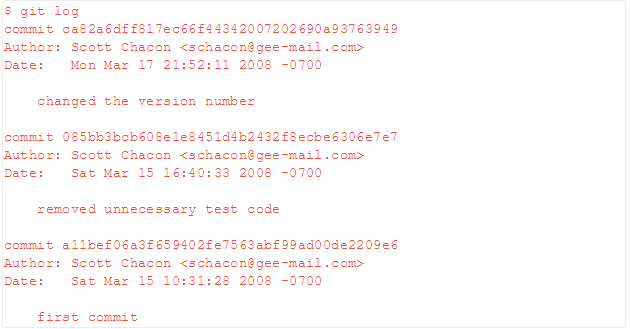 $ git log
commit ca82a6dff817ec66f44342007202690a93763949
Author: Scott Chacon <schacon@gee-mail.com>
Date:   Mon Mar 17 21:52:11 2008 -0700
changed the version number
commit 085bb3bcb608e1e8451d4b2432f8ecbe6306e7e7
Author: Scott Chacon <schacon@gee-mail.com>
Date:   Sat Mar 15 16:40:33 2008 -0700
removed unnecessary test code
commit a11bef06a3f659402fe7563abf99ad00de2209e6
Author: Scott Chacon <schacon@gee-mail.com>
Date:   Sat Mar 15 10:31:28 2008 -0700
first commit